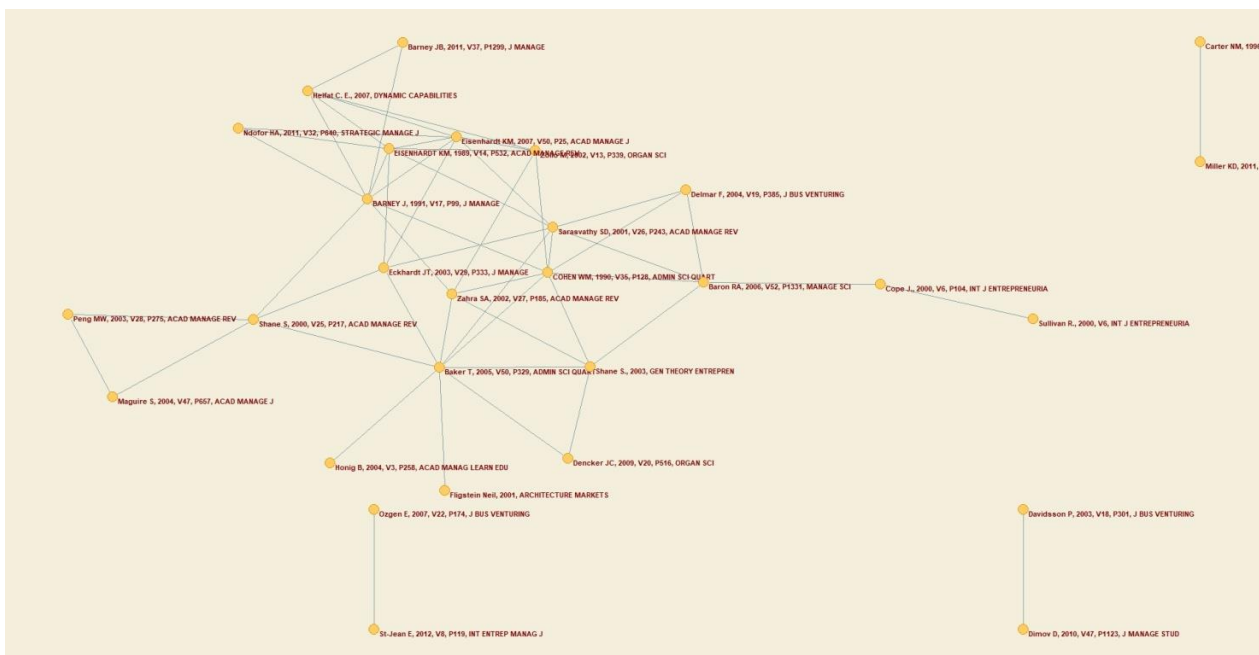 Barney JB, 2011, V37, P1299, J MANAGE
Carter NM, 1996
Helfat C. E., 2007, DYNAMIC CAPABILITIES
Ndofor HA, 2011, V32, P640, STRATEGIC MANAGE J
Eisenhardt KM, 2007, V50, P25, ACAD MANAGE J
EISENHARDT KM, 1989, V14, P532, ACAD MANAGE REV
Zollo M, 2002, V13, P339, ORGAN SCI
Miller KD, 2011,
Delmar F, 2004, V19, P385, J BUS VENTURING
BARNEY J, 1991, V17, P99, J MANAGE
Sarasvathy SD, 2001, V26, P243, ACAD MANAGE REV
Eckhardt JT, 2003, V29, P333, J MANAGE
COHEN WM, 1990, V35, P128, ADMIN SCI QUART
Baron RA, 2006, V52, P1331, MANAGE SCI
Cope J., 2000, V6, P104, INT J ENTREPRENEURIA
Zahra SA, 2002, V27, P185, ACAD MANAGE REV
Peng MW, 2003, V28, P275, ACAD MANAGE REV
Shane S, 2000, V25, P217, ACAD MANAGE REV
Sullivan R., 2000, V6, INT J ENTREPRENEURIA
Baker T, 2005, V50, P329, ADMIN SCI QUART
Shane S., 2003, GEN THEORY ENTREPREN
Maguire S, 2004, V47, P657, ACAD MANAGE J
Honig B, 2004, V3, P258, ACAD MANAG LEARN EDU
Dencker JC, 2009, V20, P516, ORGAN SCI
Fligstein Neil, 2001, ARCHITECTURE MARKETS
Ozgen E, 2007, V22, P174, J BUS VENTURING
Davidsson P, 2003, V18, P301, J BUS VENTURING
St-Jean E, 2012, V8, P119, INT ENTREP MANAG J
Dimov D, 2010, V47, P1123, J MANAGE STUD